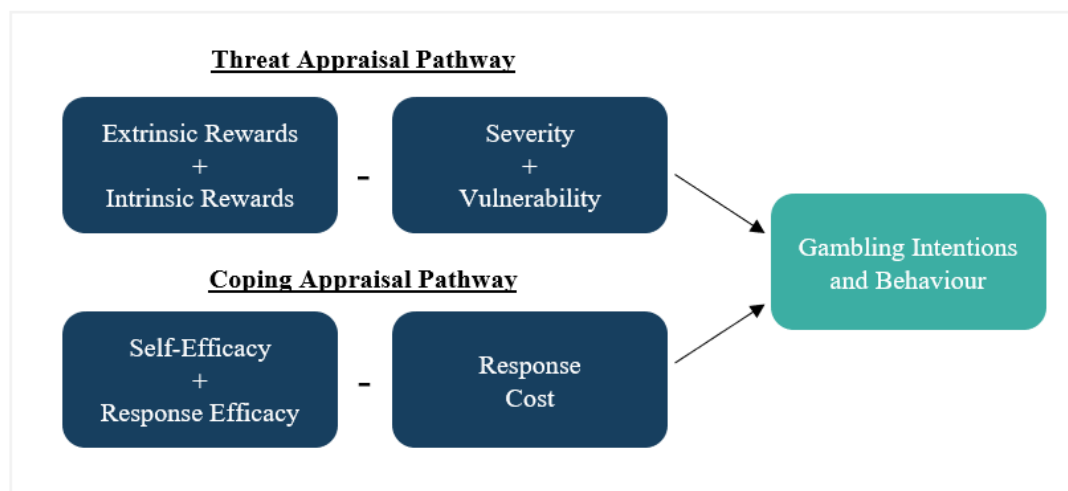 Threat Appraisal Pathway
Extrinsic Rewards
+
Intrinsic Rewards
-
Severity
+
Vulnerability
Coping Appraisal Pathway
Self-Efficacy
+
Response Efficacy
-
Response
Cost
Gambling Intentions
and Behaviour